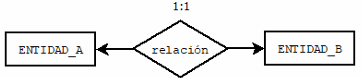 1:1
ENTIDAD_A
relación
ENTIDAD_B